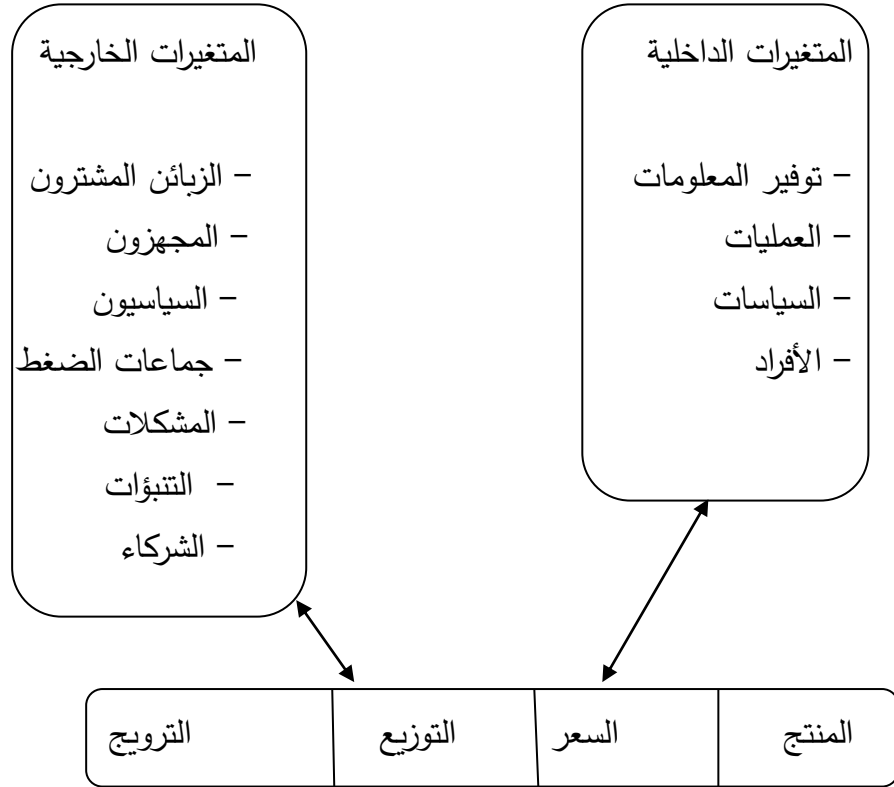 المتغيرات الداخلية
– توفير المعلومات
– العمليات
– السياسات
– الأفراد
المتغيرات الخارجية
– الزبائن المشترون
– المجهزون
– السياسيون
– جماعات الضغط
– المشكلات
– التنبؤات
– الشركاء
المنتج
السعر
التوزيع
الترويج